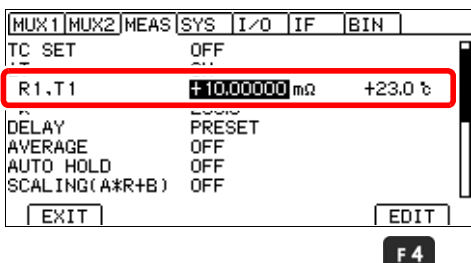 MUX1 MUX2 MEAS SYS I/O IF BIN
TC SET OFF
R1,T1 +10.00000 mΩ +23.0 ℃
DELAY PRESET
AVERAGE OFF
AUTO HOLD OFF
SCALING(A*R+B) OFF
EXIT EDIT
F4